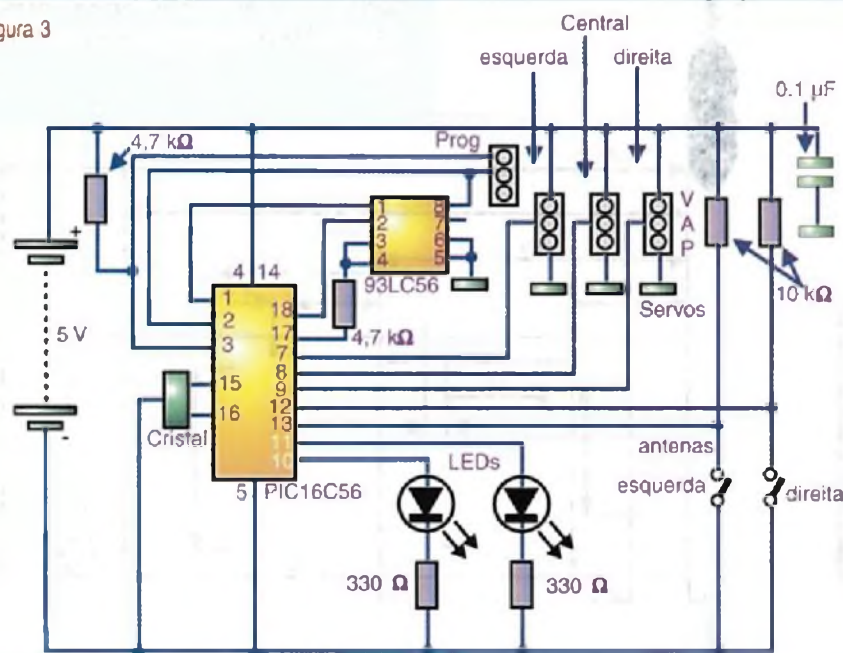 gura 3
Central
esquerda
direita
0.1 µF
4,7 kΩ
Prog
+
4 14
1
2
3
4
8
7
6
5
93LC56
V
A
P
10 kΩ
Servos
5 V
1
2
3
15
16
18
17
7
8
9
12
13
11
10
4,7 kΩ
Cristal
-
5 PIC16C56
LEDs
antenas
esquerda
direita
330 Ω
330 Ω